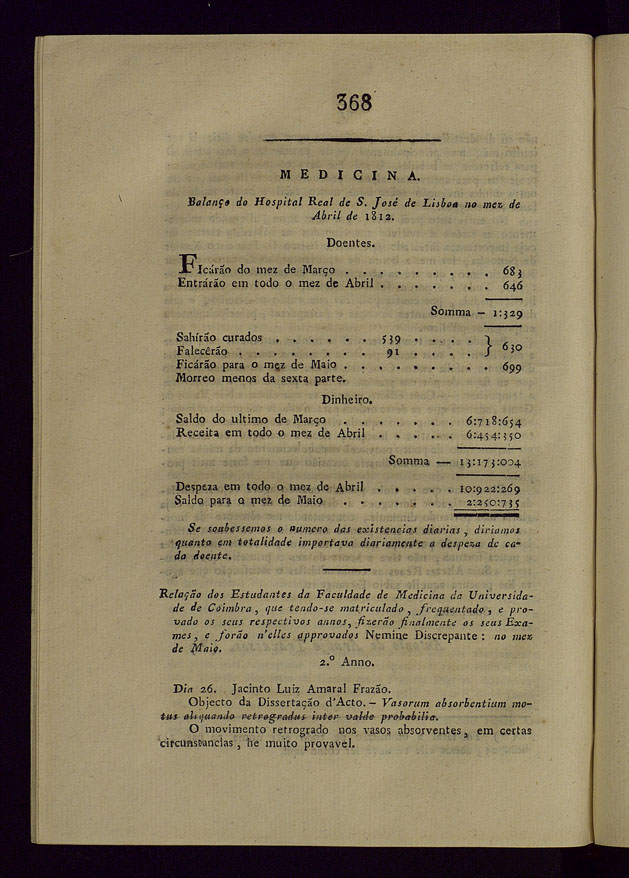 368
MEDICINA.
Balanço do Hospital Real de S. José de Lisboa no mez de
Abril de 1812.
Doentes.
Ficárão do mez de Março . . . . . . . . . 683
Entrárão em todo o mez de Abril . . . . . . . 646
Somma — 1:329
Sahírão curados . . . . . . 539 . . . . } 630
Falecêrão . . . . . . . . 91 . . . . }
Ficárão para o mez de Maio . . . . . . . . . 699
Morreo menos da sexta parte.
Dinheiro.
Saldo do ultimo de Março . . . . . . . 6:718:654
Receita em todo o mez de Abril . . . . . 6:454:350
Somma — 13:173:004
Despeza em todo o mez de Abril . . . . . 10:922:269
Saldo para o mez de Maio . . . . . . . 2:250:735
Se soubessemos o numero das existencias diarias, diriamos
quanto em totalidade importava diariamente a despeza de ca-
da doente.
Relação dos Estudantes da Faculdade de Medicina da Universida-
de de Coimbra, que tendo-se matriculado, frequentado, e pro-
vado os seus respectivos annos, fizerão finalmente os seus Exa-
mes, e forão n'elles approvados Nemine Discrepante: no mez
de Maio.
2.º Anno.
Dia 26. Jacinto Luiz Amaral Frazão.
Objecto da Dissertação d'Acto. – Vasorum absorbentium mo-
tus aliquando retrogradus inter valde probabilia.
O movimento retrogrado nos vasos absorventes, em certas
circunstancias, he muito provavel.